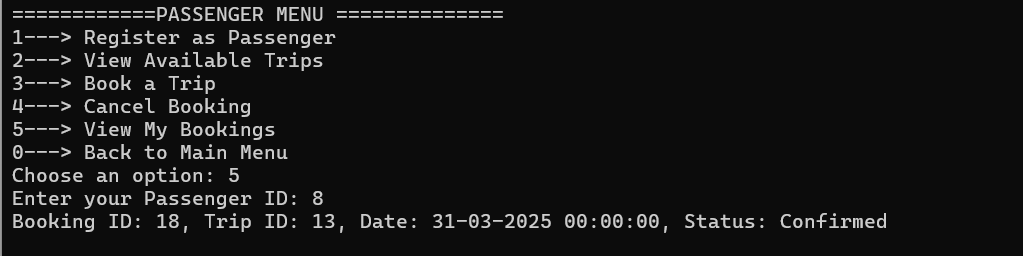 ============PASSENGER MENU ==============
1---> Register as Passenger
2---> View Available Trips
3---> Book a Trip
4---> Cancel Booking
5---> View My Bookings
0---> Back to Main Menu
Choose an option: 5
Enter your Passenger ID: 8
Booking ID: 18, Trip ID: 13, Date: 31-03-2025 00:00:00, Status: Confirmed